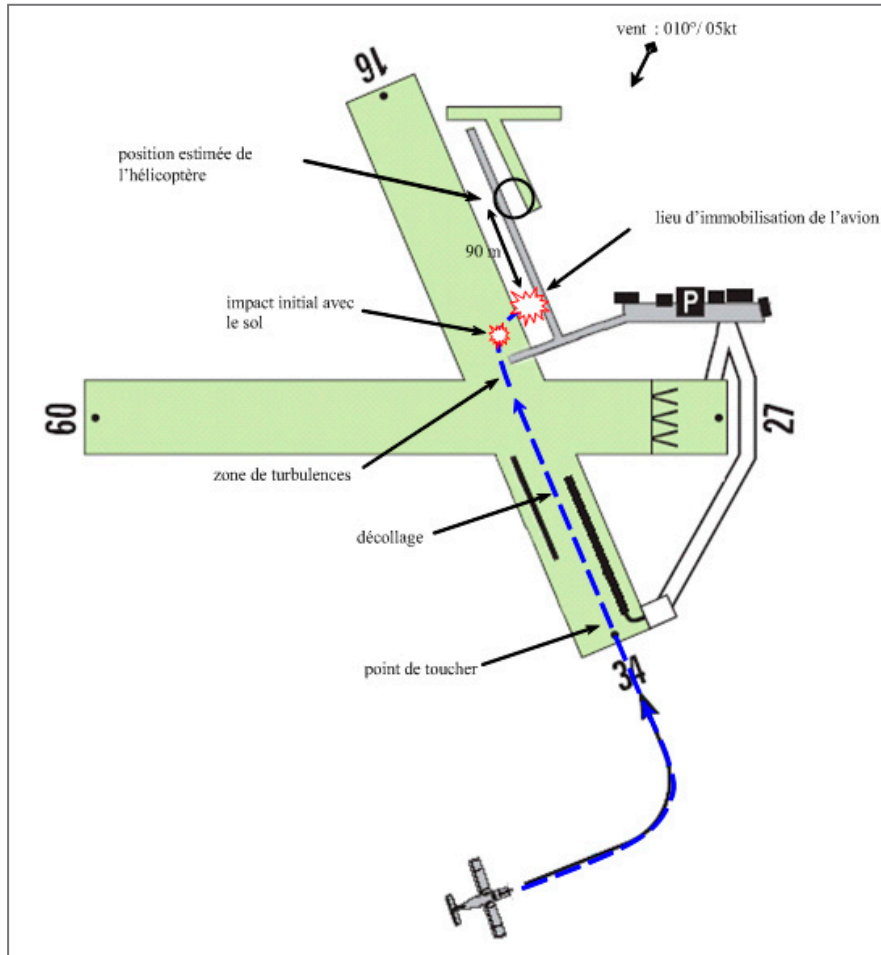 vent : 010°/ 05kt
16
position estimée de
l'hélicoptère
lieu d'immobilisation de l'avion
90 m
impact initial avec
le sol
P
09
27
zone de turbulences
décollage
point de toucher
34